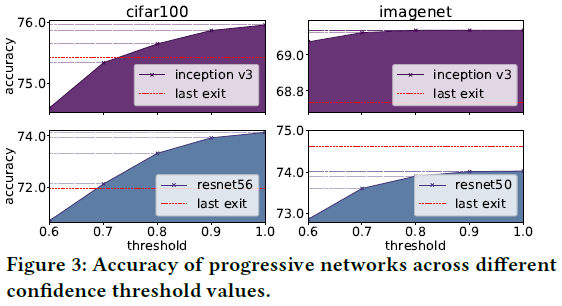 cifar100
imagenet
accuracy
76.0
75.0
inception v3
last exit
69.0
68.8
inception v3
last exit
accuracy
74.0
72.0
resnet56
last exit
0.6 0.7 0.8 0.9 1.0
threshold
75.0
74.0
73.0
resnet50
last exit
0.6 0.7 0.8 0.9 1.0
threshold
Figure 3: Accuracy of progressive networks across different
confidence threshold values.